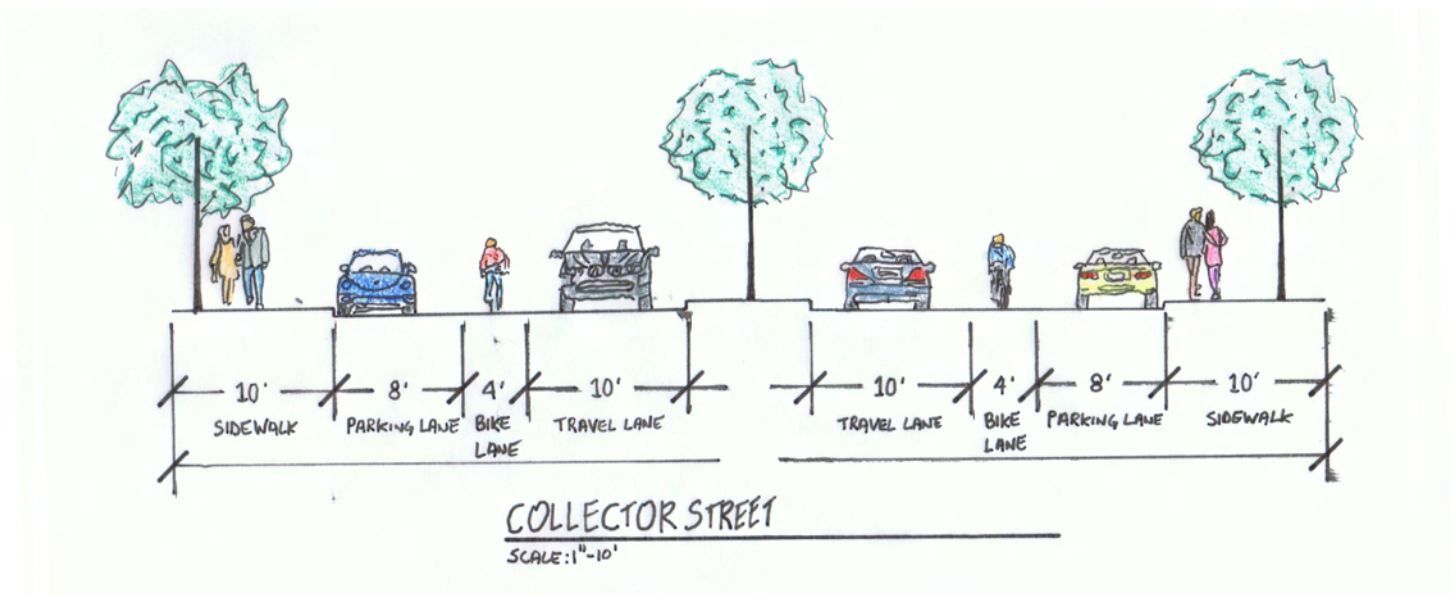 10' 8' 4' 10' 10' 4' 8' 10'
SIDEWALK PARKING LANE BIKE TRAVEL LANE TRAVEL LANE BIKE PARKING LANE SIDEWALK
LANE LANE
COLLECTOR STREET
SCALE:1"-10'